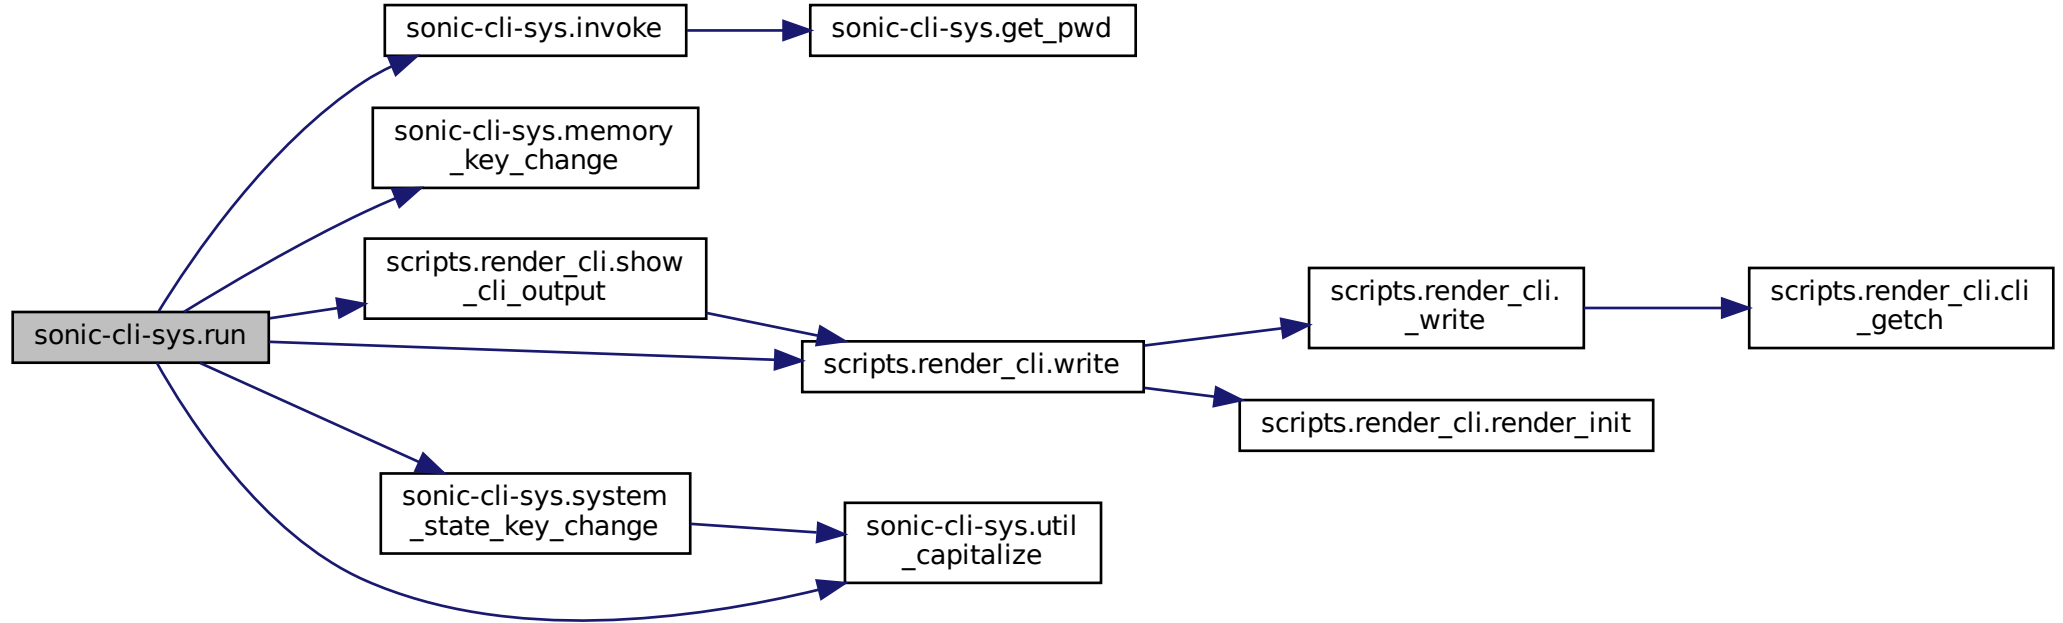 sonic-cli-sys.invoke
sonic-cli-sys.get_pwd
sonic-cli-sys.memory
_key_change
scripts.render_cli.show
_cli_output
scripts.render_cli.
_write
scripts.render_cli.cli
_getch
sonic-cli-sys.run
scripts.render_cli.write
scripts.render_cli.render_init
sonic-cli-sys.system
_state_key_change
sonic-cli-sys.util
_capitalize